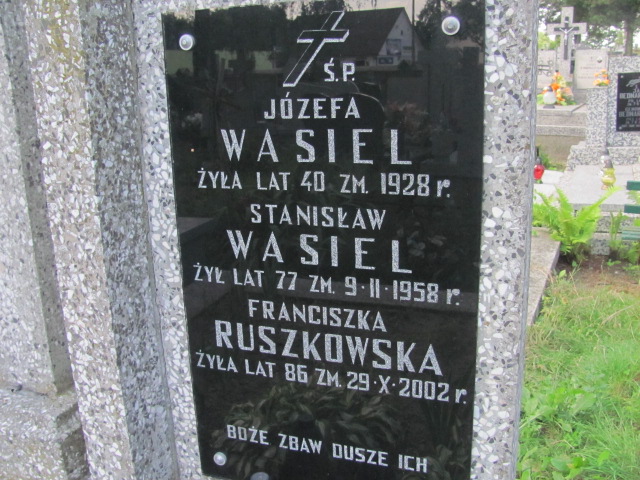 Ś.P.
JÓZEFA
WASIEL
ŻYŁA LAT 40 ZM. 1928 r.
STANISŁAW
WASIEL
ŻYŁ LAT 77 ZM. 9-II-1958 r.
FRANCISZKA
RUSZKOWSKA
ŻYŁA LAT 86 ZM. 29-X-2002 r.
BOŻE ZBAW DUSZE ICH